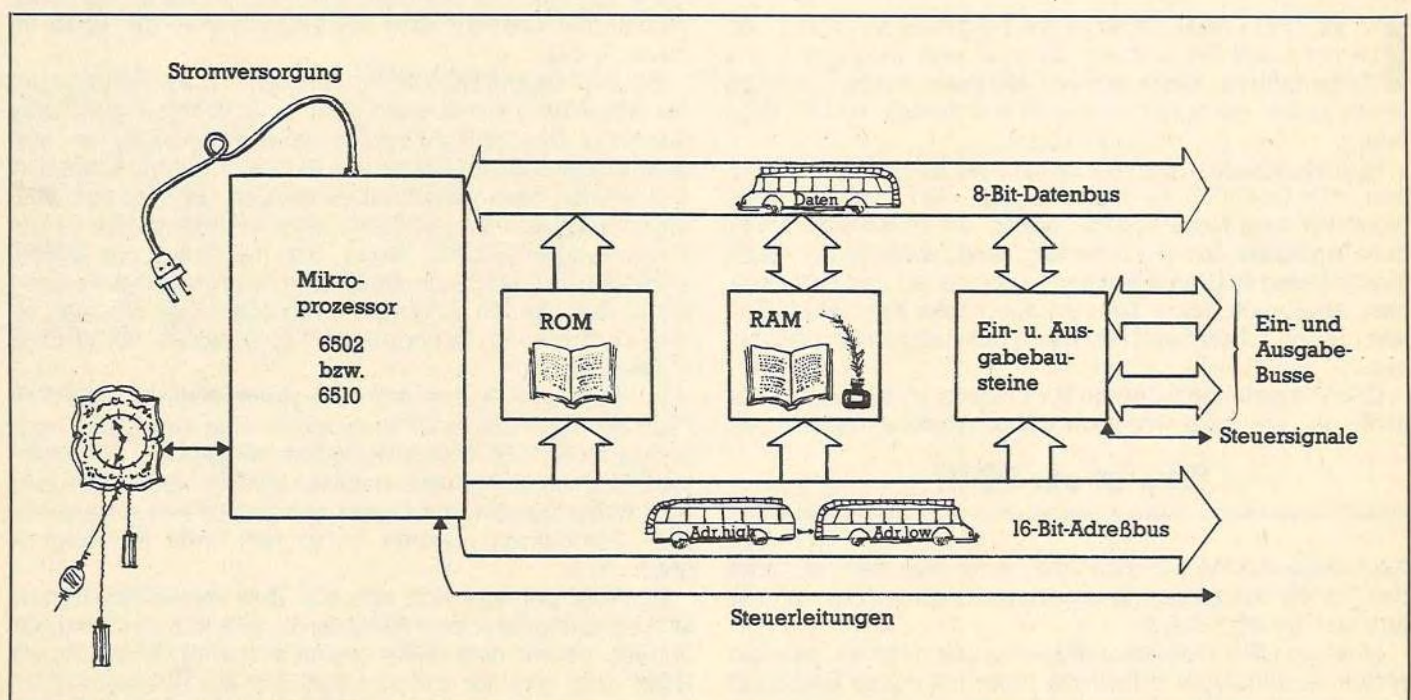 Stromversorgung
Daten
8-Bit-Datenbus
Mikro-
prozessor
6502
bzw.
6510
ROM
RAM
Ein- u. Aus-
gabebau-
steine
Ein- und
Ausgabe-
Busse
Steuersignale
Adr.high
Adr.low
16-Bit-Adreßbus
Steuerleitungen